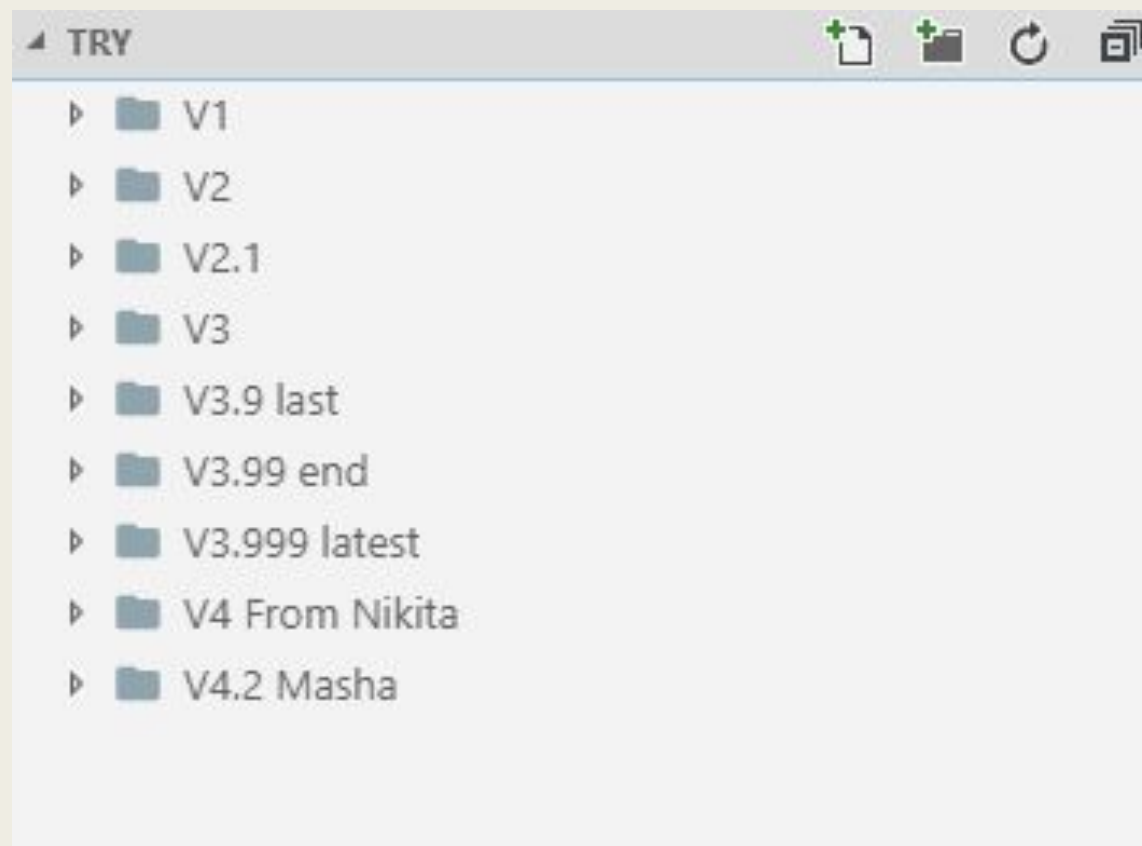 TRY
V1
V2
V2.1
V3
V3.9 last
V3.99 end
V3.999 latest
V4 From Nikita
V4.2 Masha